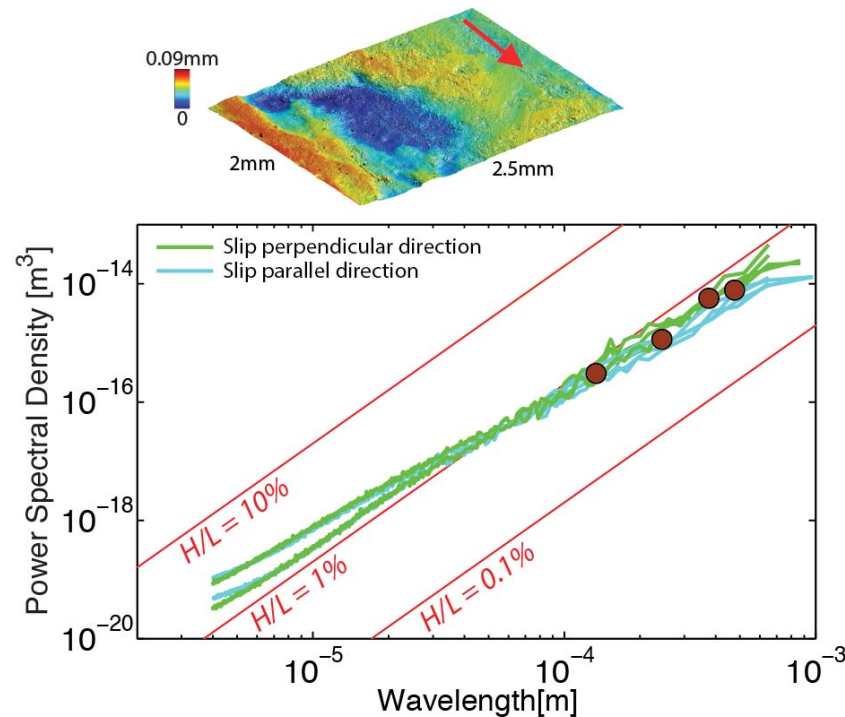 0.09mm
0
2mm
2.5mm
Slip perpendicular direction
Slip parallel direction
Power Spectral Density [m³]
10⁻¹⁴
10⁻¹⁶
10⁻¹⁸
10⁻²⁰
H/L = 10%
H/L = 1%
H/L = 0.1%
10⁻⁵
10⁻⁴
10⁻³
Wavelength[m]